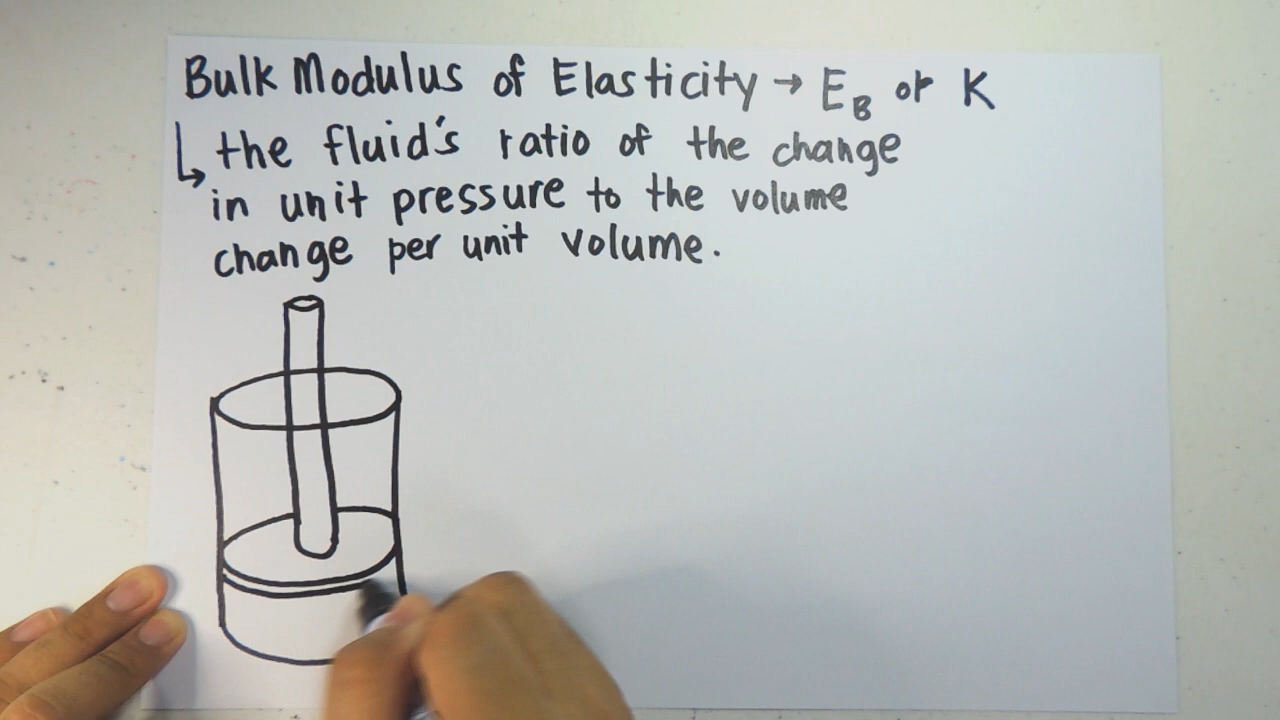 Bulk Modulus of Elasticity → E_B or K
↳ the fluid's ratio of the change
in unit pressure to the volume
change per unit volume.